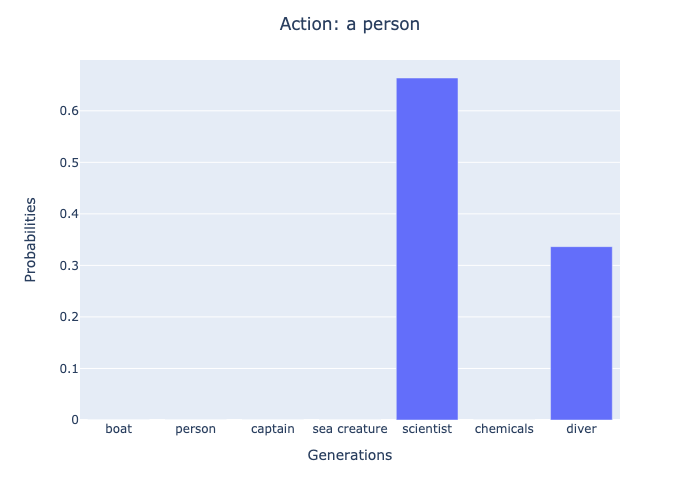 Action: a person
Probabilities
0.6
0.5
0.4
0.3
0.2
0.1
0
boat person captain sea creature scientist chemicals diver
Generations